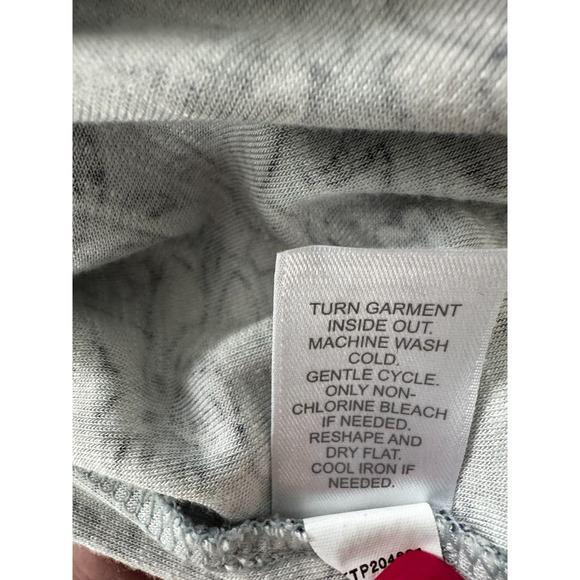 TURN GARMENT
INSIDE OUT.
MACHINE WASH
COLD.
GENTLE CYCLE.
ONLY NON-
CHLORINE BLEACH
IF NEEDED.
RESHAPE AND
DRY FLAT.
COOL IRON IF
NEEDED.